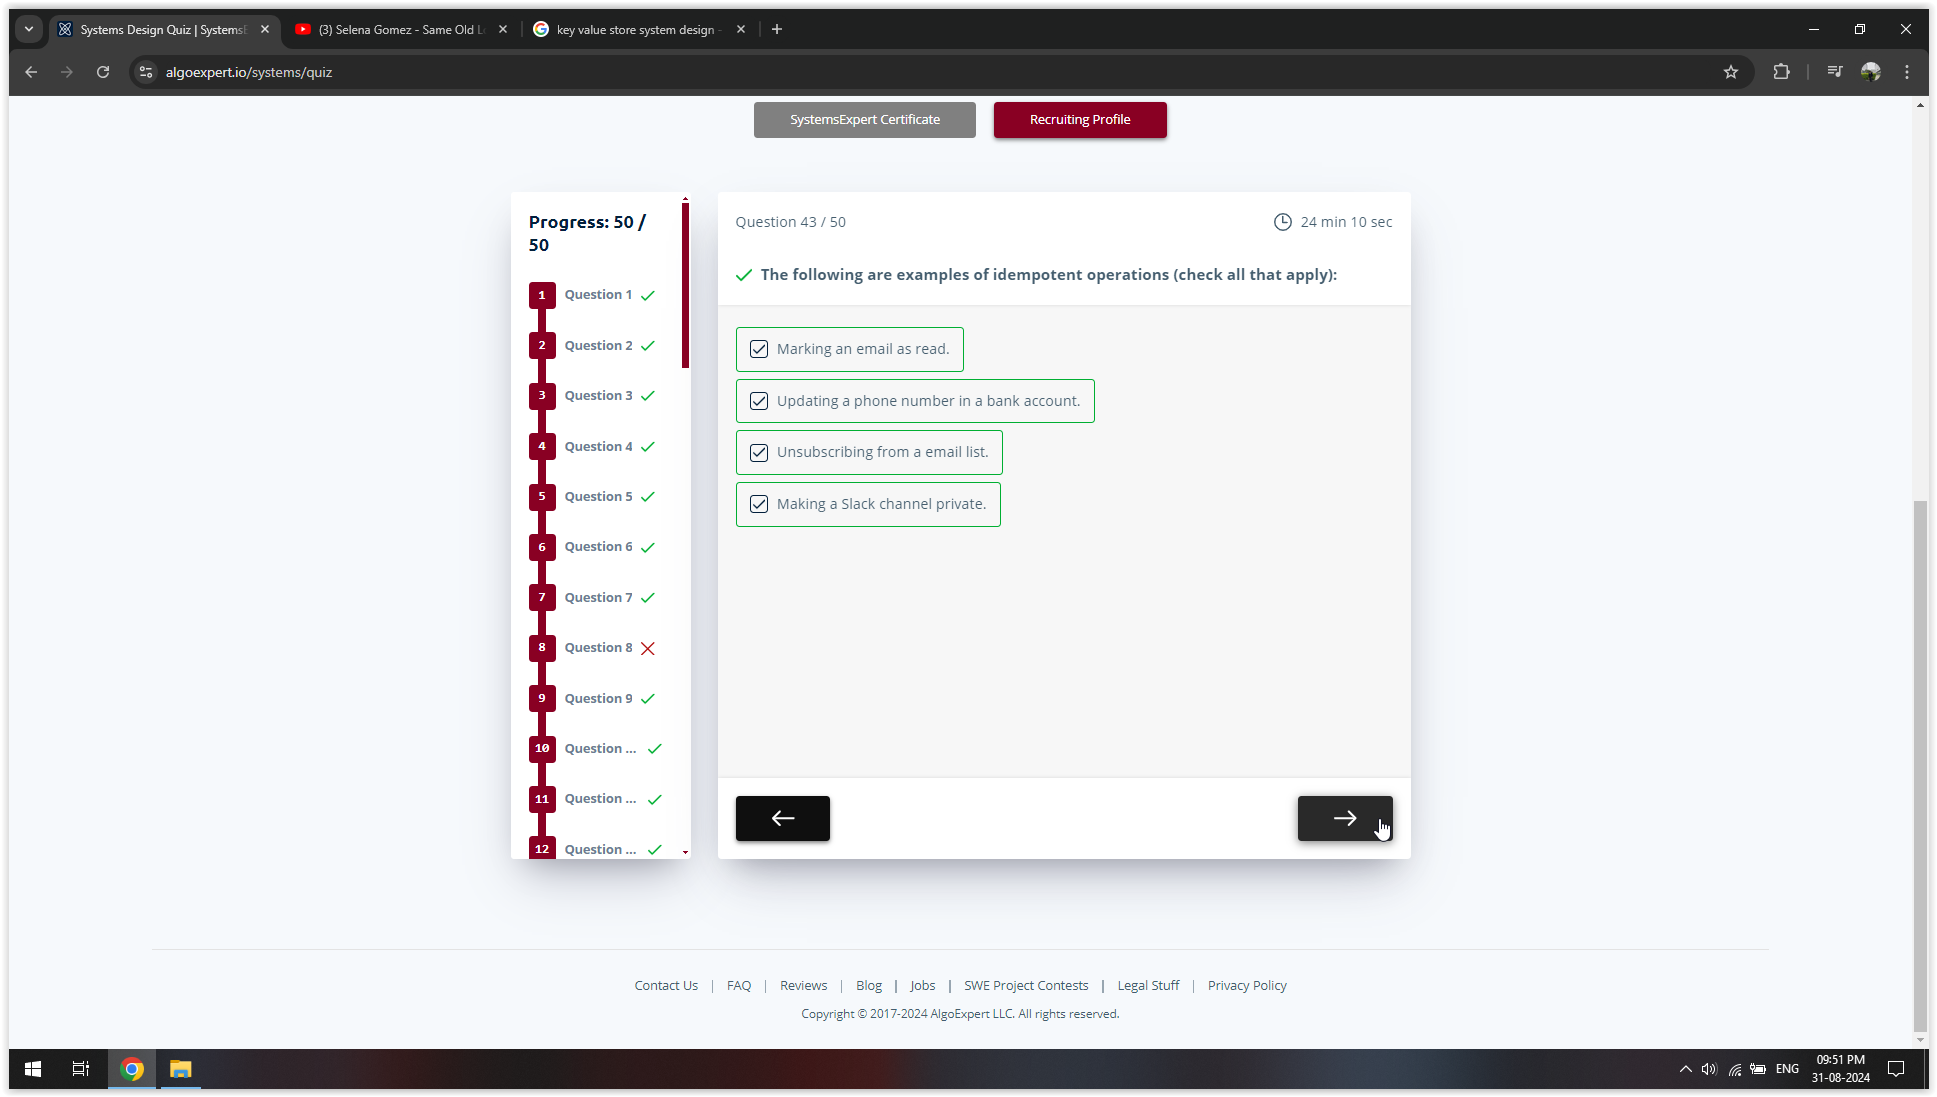 Systems Design Quiz | Systems
(3) Selena Gomez - Same Old L
key value store system design -
algoexpert.io/systems/quiz
SystemsExpert Certificate
Recruiting Profile
Progress: 50 /
50
1 Question 1
2 Question 2
3 Question 3
4 Question 4
5 Question 5
6 Question 6
7 Question 7
8 Question 8
9 Question 9
10 Question ...
11 Question ...
12 Question ...
Question 43 / 50
24 min 10 sec
The following are examples of idempotent operations (check all that apply):
Marking an email as read.
Updating a phone number in a bank account.
Unsubscribing from a email list.
Making a Slack channel private.
Contact Us | FAQ | Reviews | Blog | Jobs | SWE Project Contests | Legal Stuff | Privacy Policy
Copyright © 2017-2024 AlgoExpert LLC. All rights reserved.
ENG
09:51 PM
31-08-2024